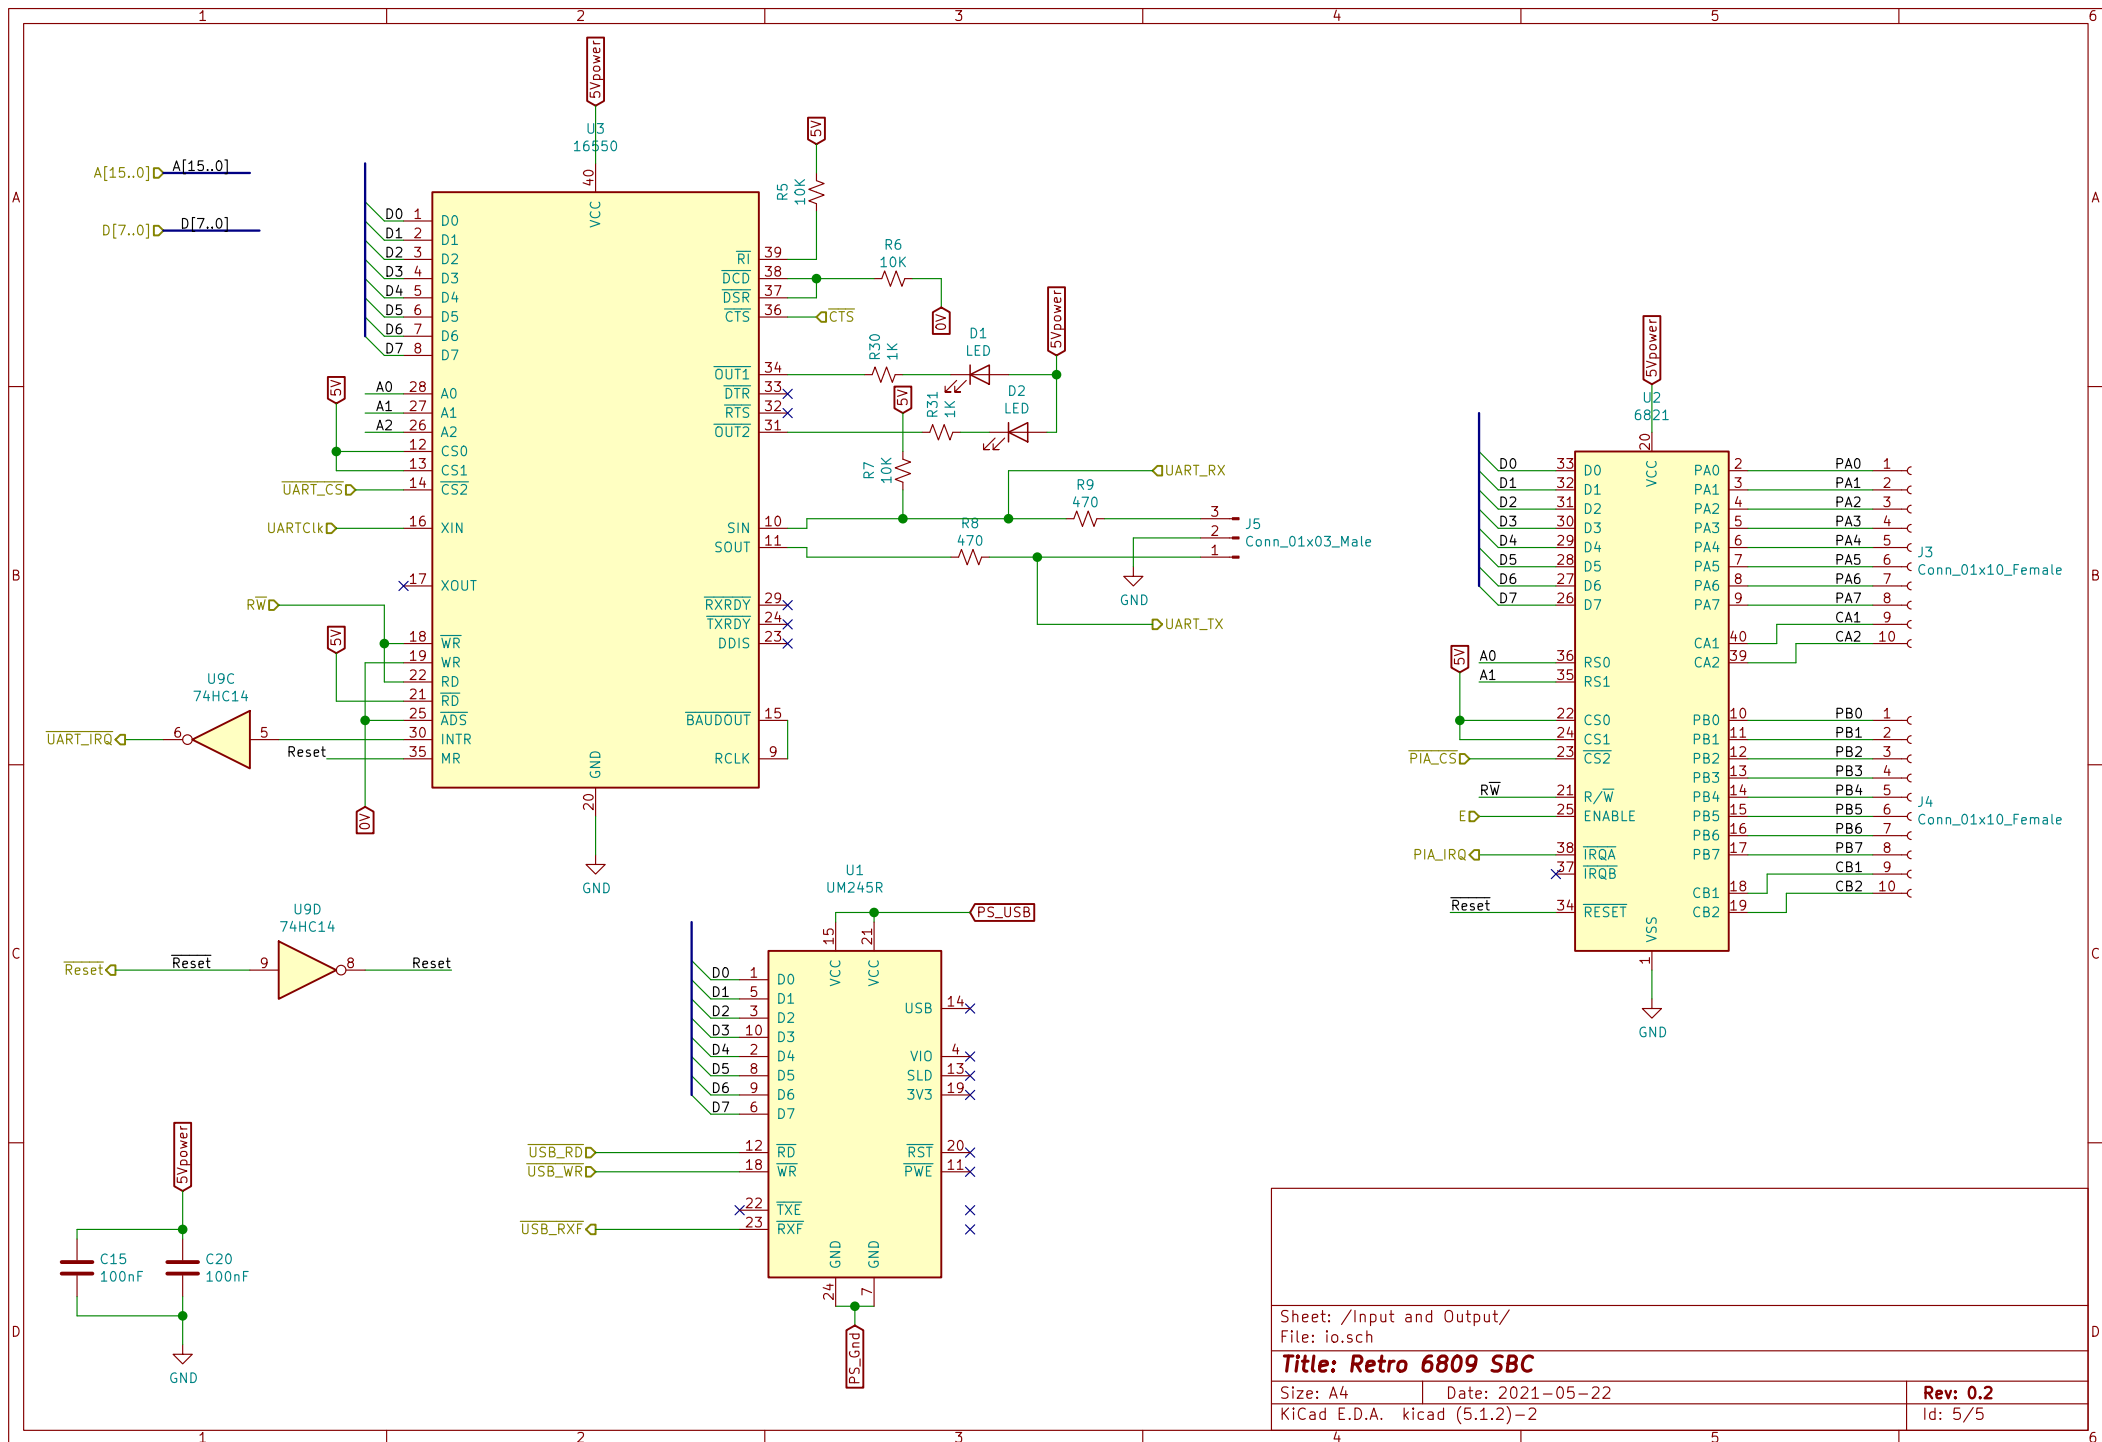 1 2 3 4 5 6
A
B
C
D
A[15..0] A[15..0]
D[7..0] D[7..0]
5Vpower
U3
16550
40
VCC
D0 1 D0
D1 2 D1
D2 3 D2
D3 4 D3
D4 5 D4
D5 6 D5
D6 7 D6
D7 8 D7
5V
A0 28 A0
A1 27 A1
A2 26 A2
12 CS0
13 CS1
UART_CS 14 CS2
UARTClk 16 XIN
17 XOUT
RW
5V
18 WR
19 WR
22 RD
21 RD
25 ADS
30 INTR
Reset 35 MR
0V
U9C
74HC14
UART_IRQ 6 5
GND
20
GND
5V
R5
10K
RI 39
DCD 38
DSR 37
CTS 36 CTS
R6
10K
0V
OUT1 34
DTR 33
RTS 32
OUT2 31
R30
1K
D1
LED
5Vpower
5V
R31
1K
D2
LED
R7
10K
UART_RX
SIN 10
SOUT 11
R9
470
R8
470
3
2
1
J5
Conn_01x03_Male
GND
UART_TX
RXRDY 29
TXRDY 24
DDIS 23
BAUDOUT 15
RCLK 9
U9D
74HC14
Reset Reset 9 8 Reset
5Vpower
C15
100nF
C20
100nF
GND
U1
UM245R
PS_USB
15 21
VCC VCC
D0 1 D0
D1 5 D1
D2 3 D2
D3 10 D3
D4 2 D4
D5 8 D5
D6 9 D6
D7 6 D7
USB_RD 12 RD
USB_WR 18 WR
22 TXE
USB_RXF 23 RXF
USB 14
VIO 4
SLD 13
3V3 19
RST 20
PWE 11
GND GND
24 7
PS_Gnd
5Vpower
U2
6821
20
VCC
D0 33 D0
D1 32 D1
D2 31 D2
D3 30 D3
D4 29 D4
D5 28 D5
D6 27 D6
D7 26 D7
5V
A0 36 RS0
A1 35 RS1
22 CS0
24 CS1
PIA_CS 23 CS2
RW 21 R/W
E 25 ENABLE
PIA_IRQ 38 IRQA
37 IRQB
Reset 34 RESET
VSS
1
GND
PA0 2 PA0 1
PA1 3 PA1 2
PA2 4 PA2 3
PA3 5 PA3 4
PA4 6 PA4 5
PA5 7 PA5 6
PA6 8 PA6 7
PA7 9 PA7 8
CA1 40 CA1 9
CA2 39 CA2 10
J3
Conn_01x10_Female
PB0 10 PB0 1
PB1 11 PB1 2
PB2 12 PB2 3
PB3 13 PB3 4
PB4 14 PB4 5
PB5 15 PB5 6
PB6 16 PB6 7
PB7 17 PB7 8
CB1 18 CB1 9
CB2 19 CB2 10
J4
Conn_01x10_Female
Sheet: /Input and Output/
File: io.sch
Title: Retro 6809 SBC
Size: A4 Date: 2021-05-22 Rev: 0.2
KiCad E.D.A. kicad (5.1.2)-2 Id: 5/5
A
B
C
D
1 2 3 4 5 6